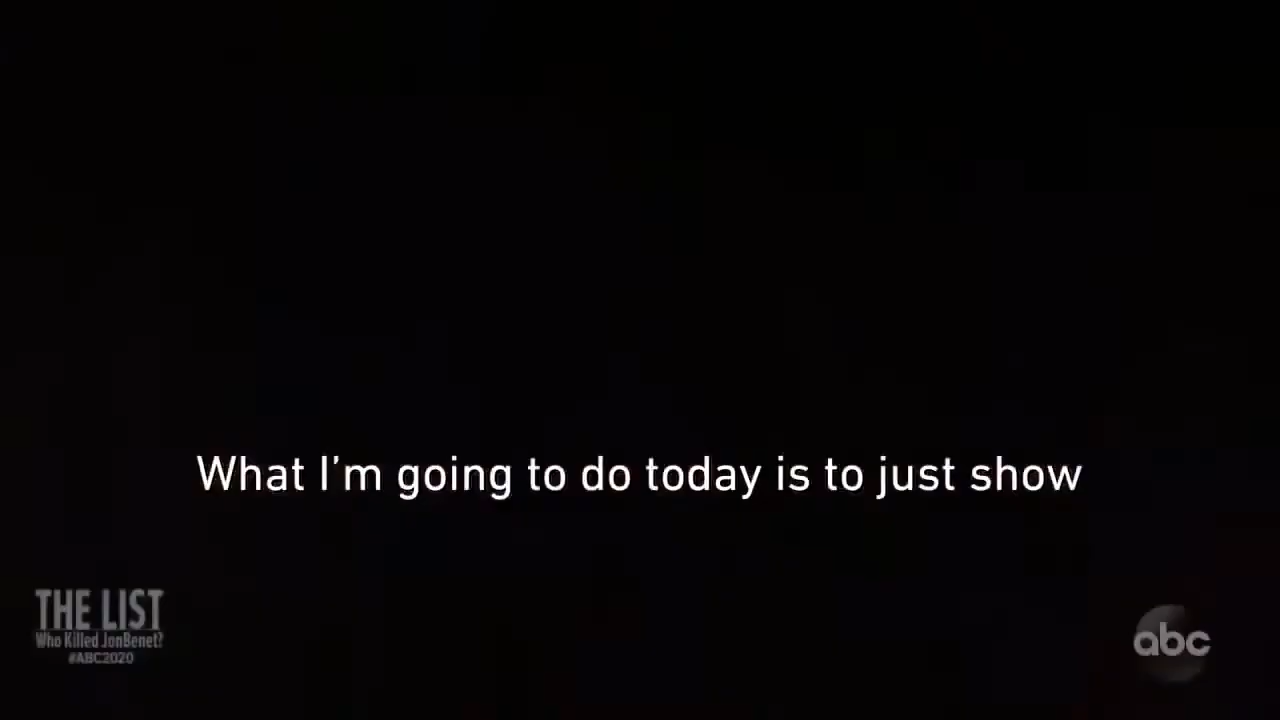 What I'm going to do today is to just show
THE LIST
Who Killed JonBenet?
#ABC2020
abc